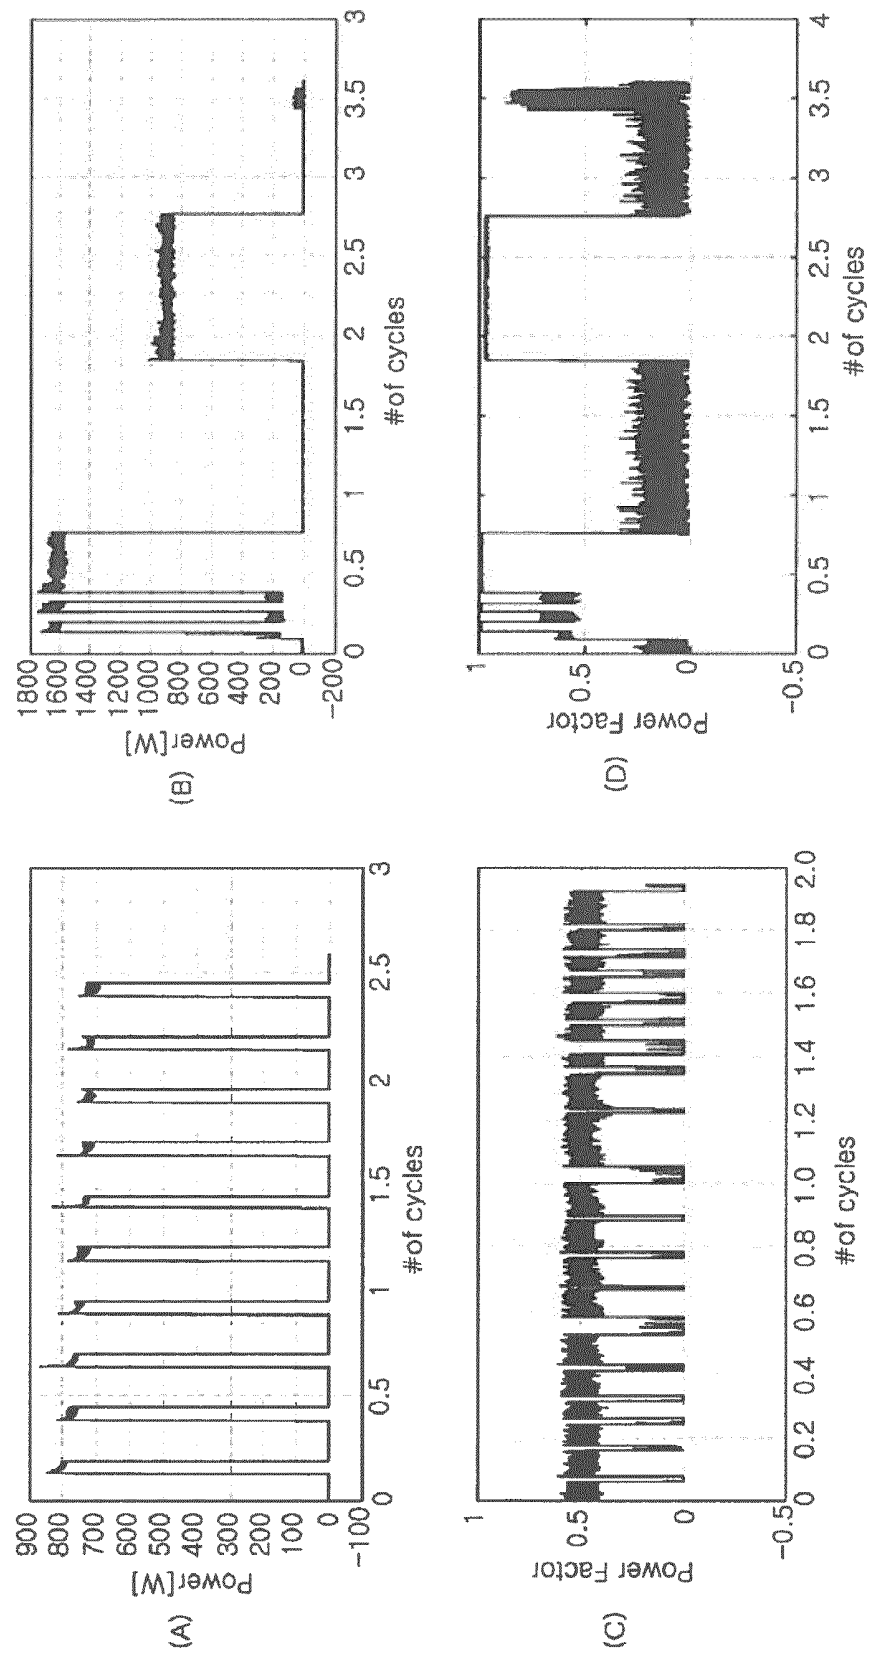 (A)
Power[W]
900
800
700
600
500
400
300
200
100
0
-100
0 0.5 1 1.5 2 2.5 3
#of cycles
(B)
Power[W]
1800
1600
1400
1200
1000
800
600
400
200
0
-200
0 0.5 1 1.5 2 2.5 3 3.5 3
#of cycles
(C)
Power Factor
1
0.5
0
-0.5
0 0.2 0.4 0.6 0.8 1.0 1.2 1.4 1.6 1.8 2.0
#of cycles
(D)
Power Factor
1
0.5
0
-0.5
0 0.5 1 1.5 2 2.5 3 3.5 4
#of cycles